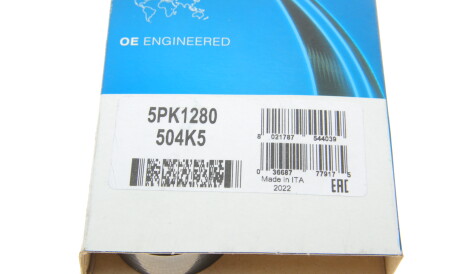 OE ENGINEERED
5PK1280
504K5
8 021787 544039
0 36687 77917 5
Made in ITA
2022
EAC